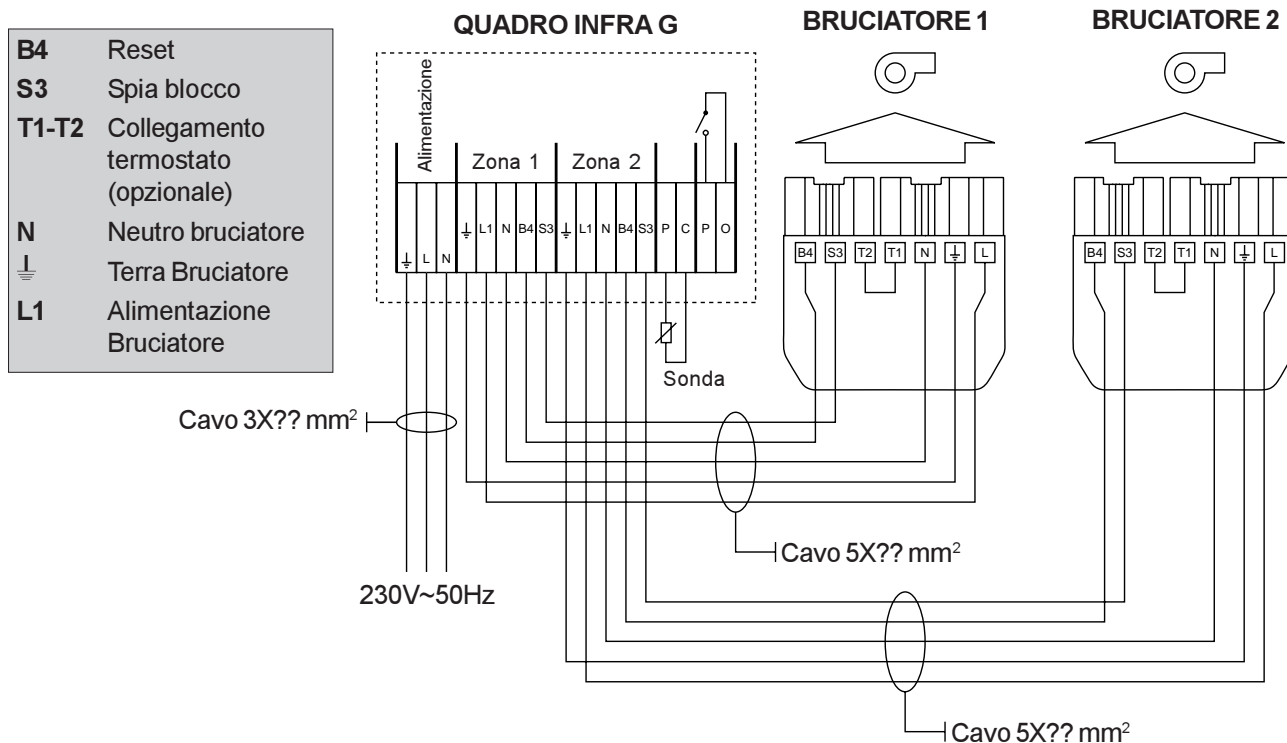 QUADRO INFRA G
BRUCIATORE 1
BRUCIATORE 2
B4 Reset
S3 Spia blocco
T1-T2 Collegamento
termostato
(opzionale)
N Neutro bruciatore
⏚ Terra Bruciatore
L1 Alimentazione
Bruciatore
Alimentazione
Zona 1
Zona 2
⏚ L N
⏚ L1 N B4 S3
⏚ L1 N B4 S3
P C P O
B4 S3 T2 T1 N ⏚ L
B4 S3 T2 T1 N ⏚ L
Sonda
Cavo 3X?? mm²
Cavo 5X?? mm²
230V~50Hz
Cavo 5X?? mm²